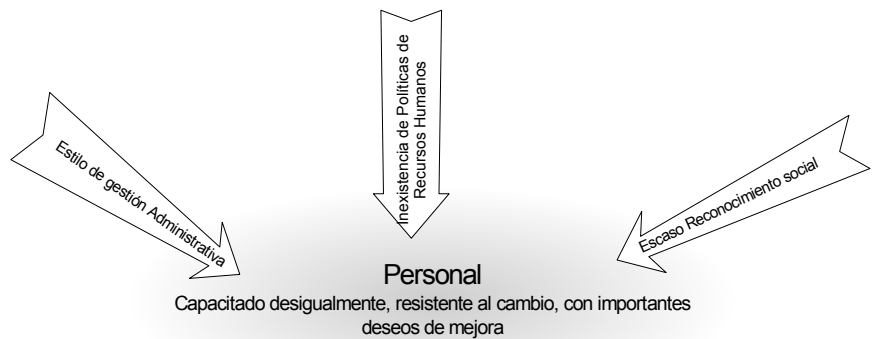 Estilo de gestión Administrativa
Inexistencia de Políticas de
Recursos Humanos
Escaso Reconocimiento social
Personal
Capacitado desigualmente, resistente al cambio, con importantes
deseos de mejora